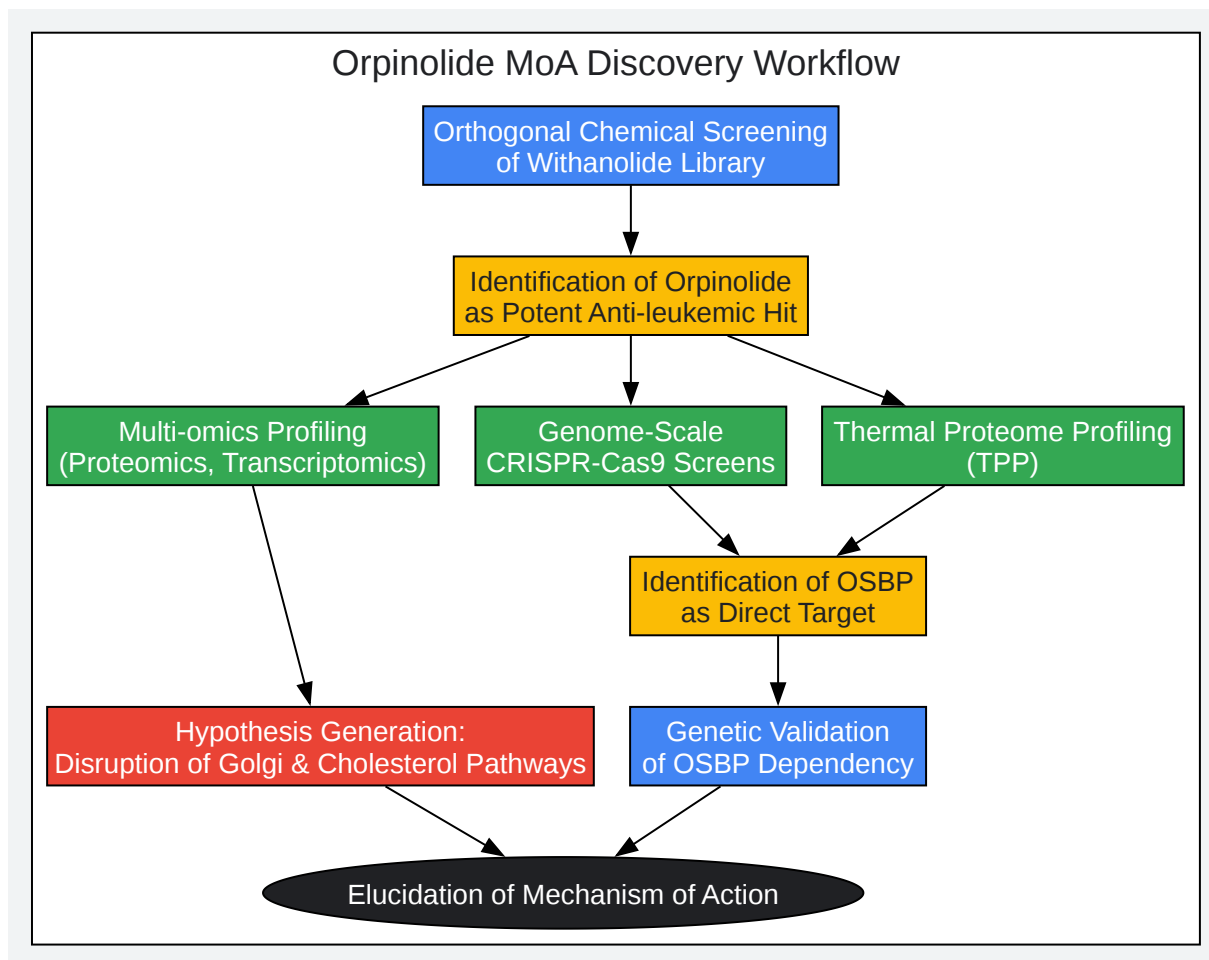 Orpinolide MoA Discovery Workflow
Orthogonal Chemical Screening
of Withanolide Library
Identification of Orpinolide
as Potent Anti-leukemic Hit
Multi-omics Profiling
(Proteomics, Transcriptomics)
Genome-Scale
CRISPR-Cas9 Screens
Thermal Proteome Profiling
(TPP)
Identification of OSBP
as Direct Target
Hypothesis Generation:
Disruption of Golgi & Cholesterol Pathways
Genetic Validation
of OSBP Dependency
Elucidation of Mechanism of Action